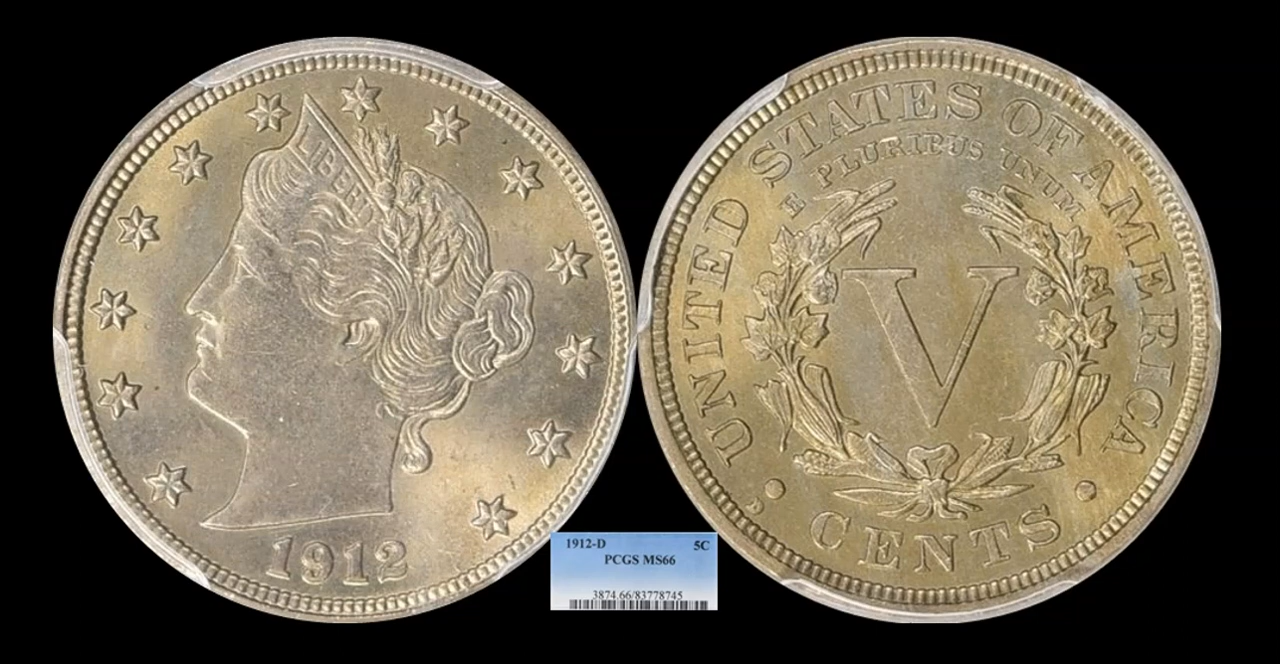 LIBERTY
1912
UNITED STATES OF AMERICA
E PLURIBUS UNUM
V
CENTS
D
1912-D 5C
PCGS MS66
3874.66/83778745